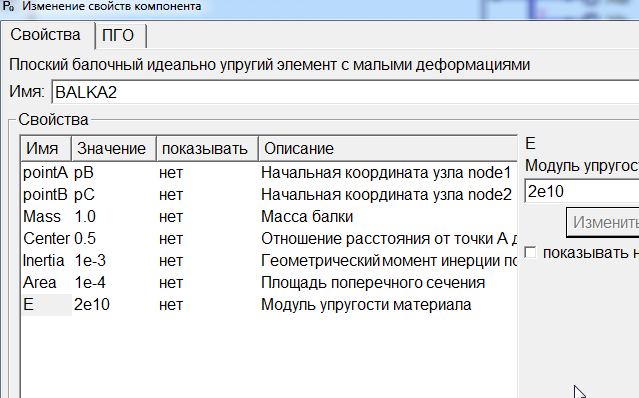 Изменение свойств компонента
Свойства ПГО
Плоский балочный идеально упругий элемент с малыми деформациями
Имя: BALKA2
Свойства
Имя Значение показывать Описание
pointA pB нет Начальная координата узла node1
pointB pC нет Начальная координата узла node2
Mass 1.0 нет Масса балки
Center 0.5 нет Отношение расстояния от точки А д
Inertia 1e-3 нет Геометрический момент инерции по
Area 1e-4 нет Площадь поперечного сечения
E 2e10 нет Модуль упругости материала
E
Модуль упругост
2e10
Изменить
показывать н